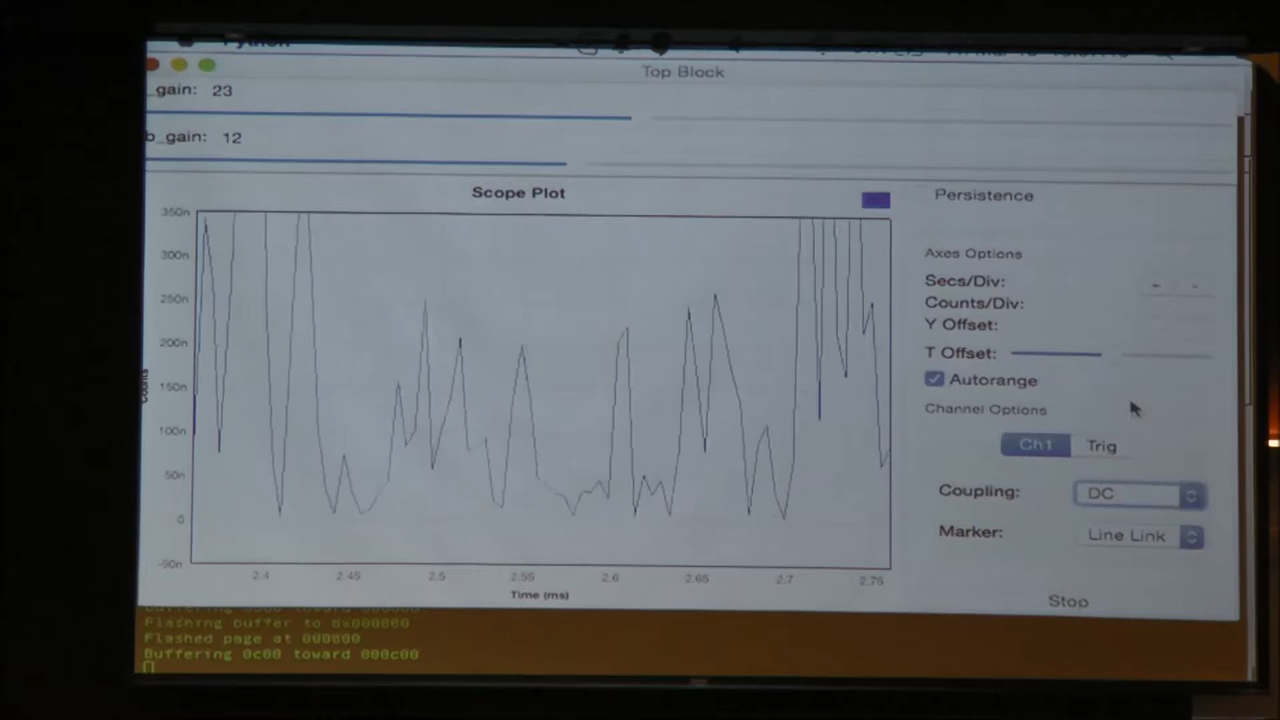 Python
Top Block
_gain: 23
b_gain: 12
Scope Plot
Persistence
350n
300n
250n
200n
150n
100n
50n
0
-50n
Counts
2.4 2.45 2.5 2.55 2.6 2.65 2.7 2.75
Time (ms)
Axes Options
Secs/Div:
Counts/Div:
Y Offset:
T Offset:
Autorange
Channel Options
Ch1 Trig
Coupling: DC
Marker: Line Link
Stop
Flashing buffer to 0x000000
Flashed page at 000000
Buffering 0c00 toward 000c00